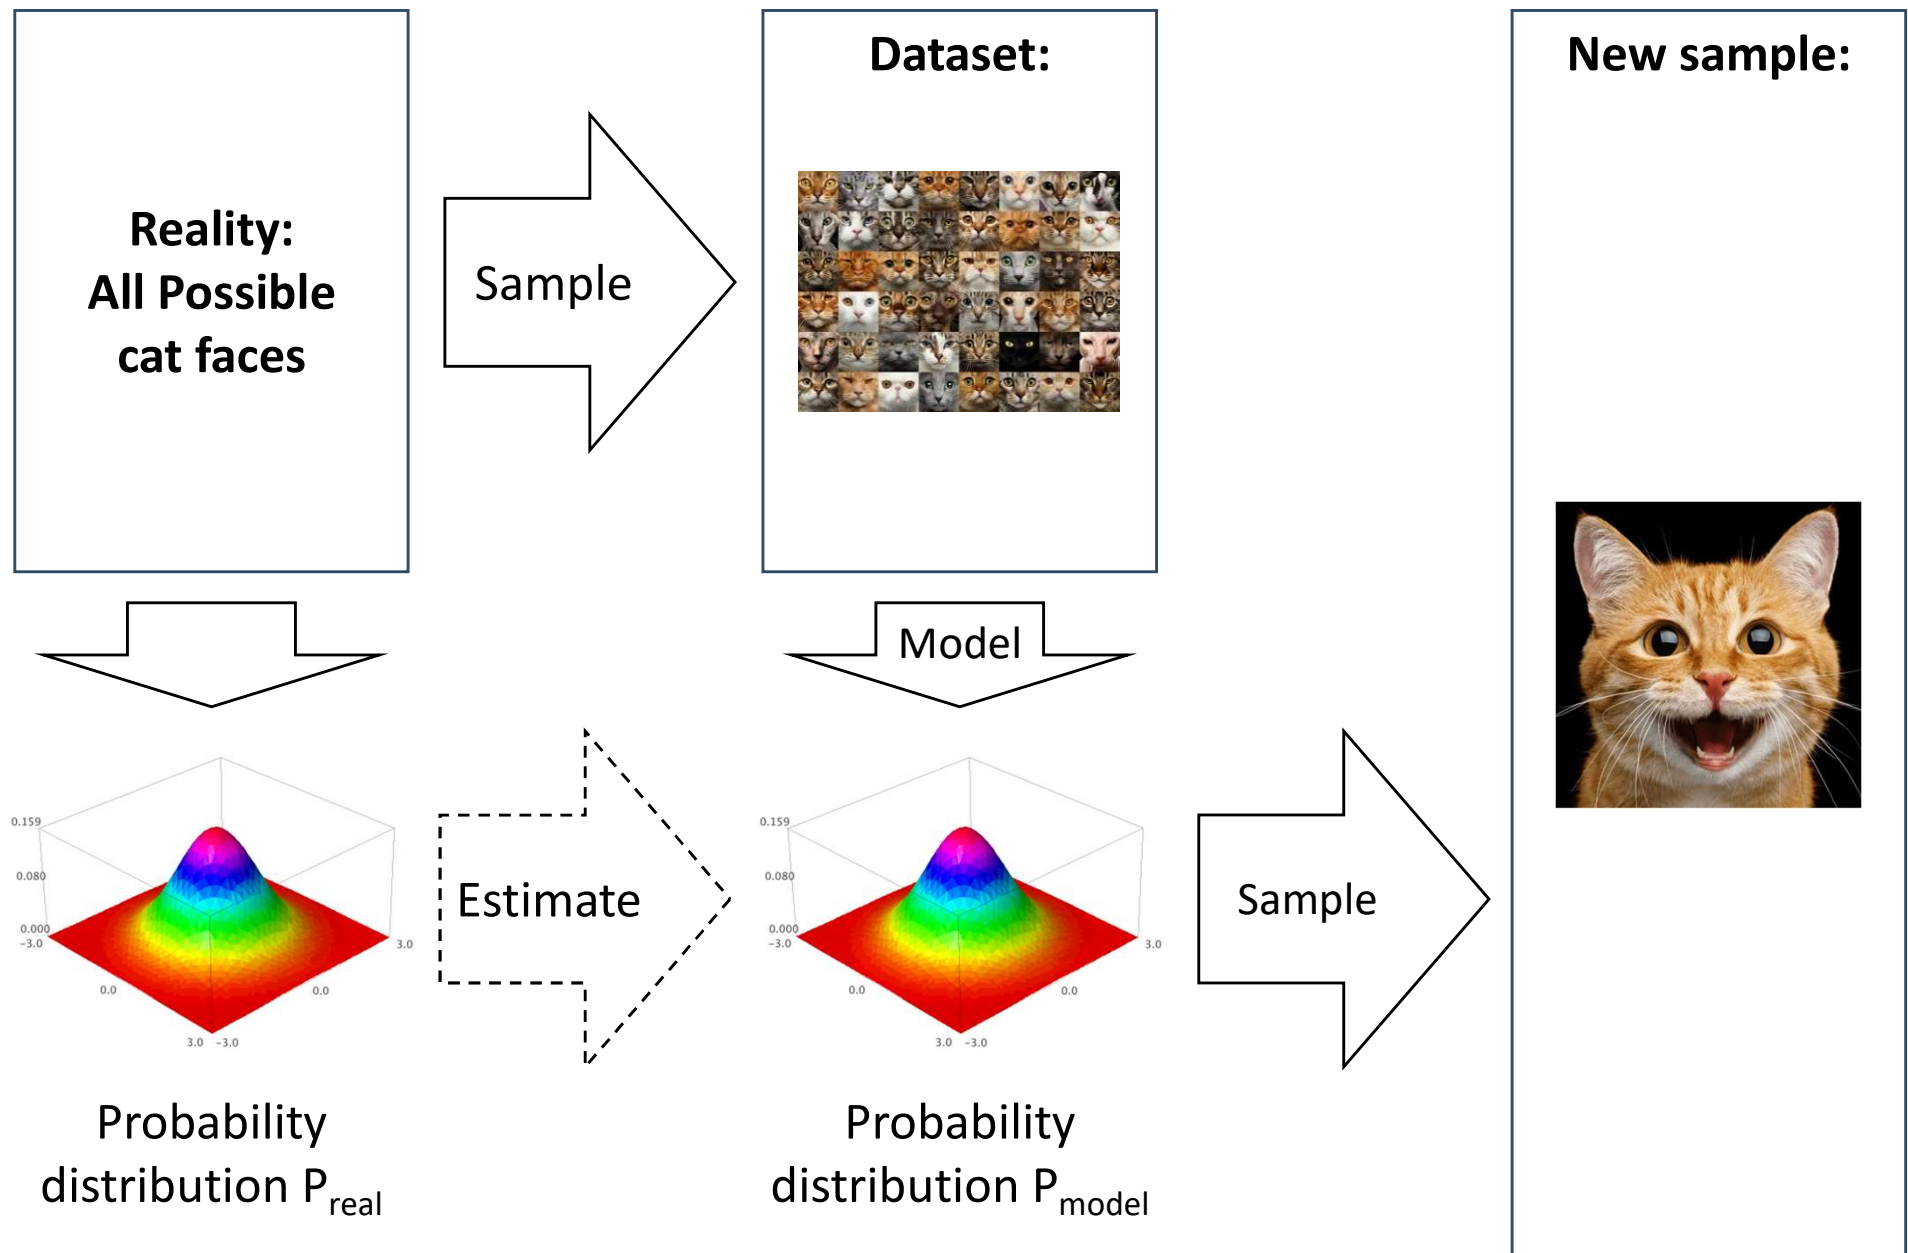 Reality:
All Possible
cat faces
Sample
Dataset:
New sample:
Model
0.159
0.080
0.000
−3.0
0.0
3.0 −3.0
0.0
3.0
Estimate
0.159
0.080
0.000
−3.0
0.0
3.0 −3.0
0.0
3.0
Sample
Probability
distribution Preal
Probability
distribution Pmodel